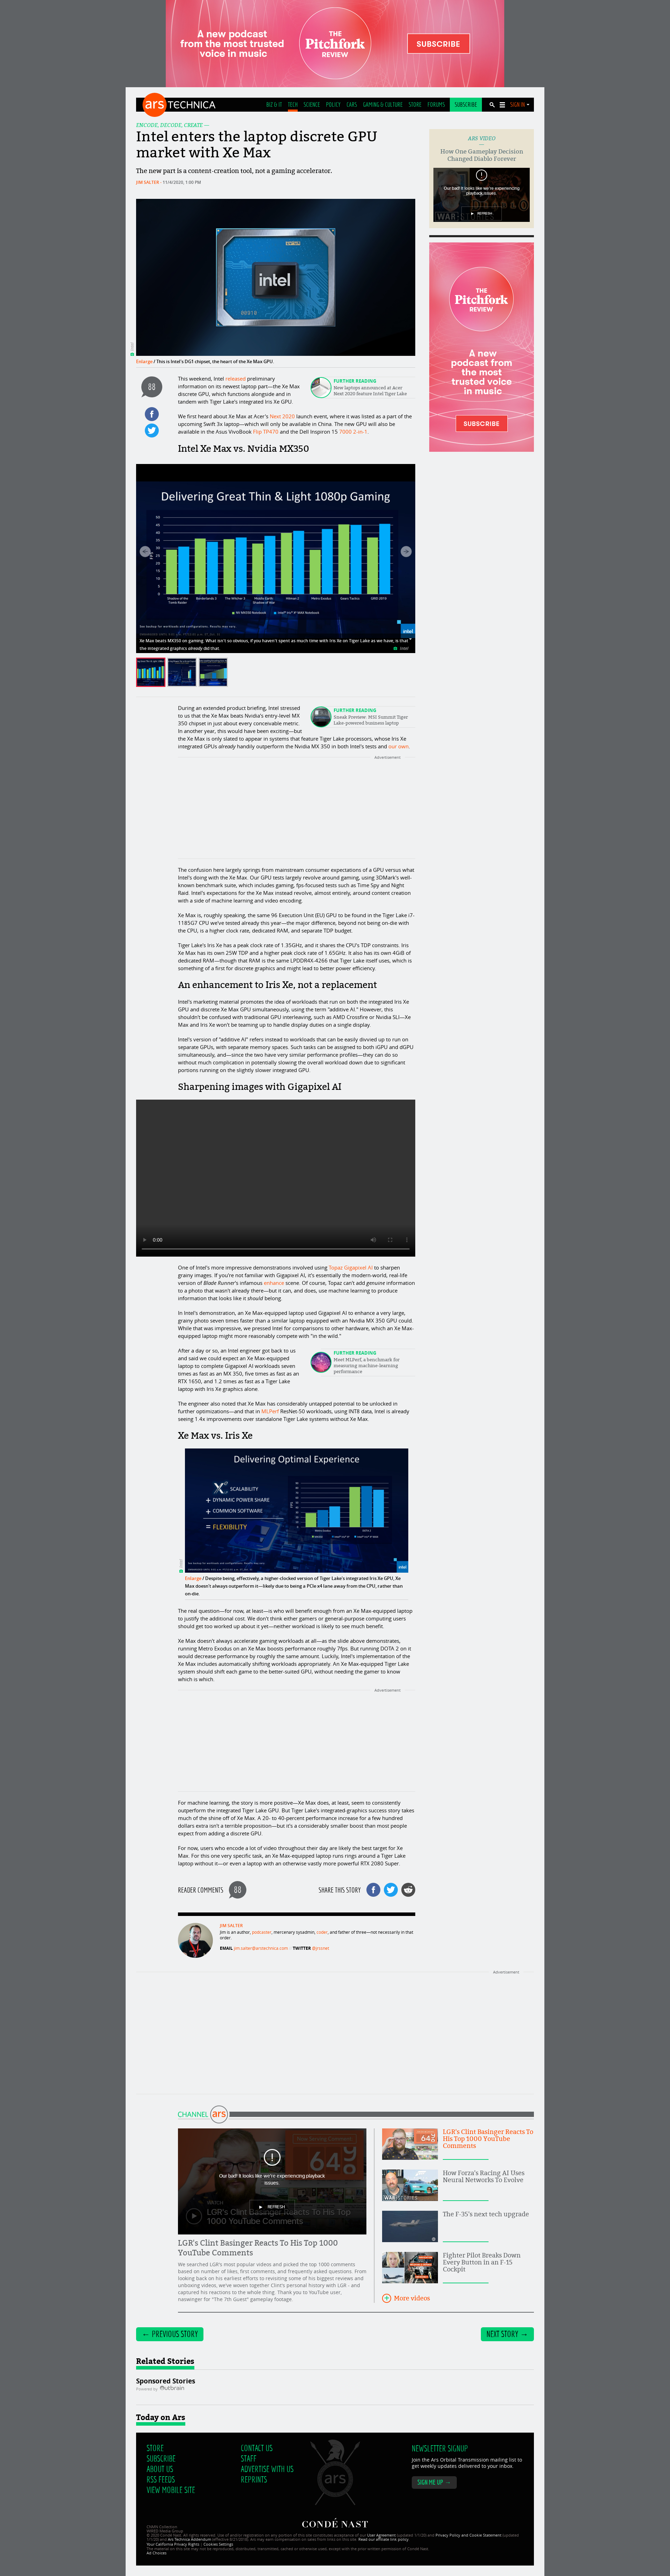 A new podcast
from the most trusted
voice in music
THE
Pitchfork
REVIEW
SUBSCRIBE
ars TECHNICA
BIZ & IT TECH SCIENCE POLICY CARS GAMING & CULTURE STORE FORUMS SUBSCRIBE SIGN IN
ENCODE, DECODE, CREATE —
Intel enters the laptop discrete GPU
market with Xe Max
The new part is a content-creation tool, not a gaming accelerator.
JIM SALTER - 11/4/2020, 1:00 PM
intel
Enlarge / This is Intel's DG1 chipset, the heart of the Xe Max GPU.
88
This weekend, Intel released preliminary
information on its newest laptop part—the Xe Max
discrete GPU, which functions alongside and in
tandem with Tiger Lake's integrated Iris Xe GPU.
FURTHER READING
New laptops announced at Acer
Next 2020 feature Intel Tiger Lake
We first heard about Xe Max at Acer's Next 2020 launch event, where it was listed as a part of the
upcoming Swift 3x laptop—which will only be available in China. The new GPU will also be
available in the Asus VivoBook Flip TP470 and the Dell Inspiron 15 7000 2-in-1.
Intel Xe Max vs. Nvidia MX350
Delivering Great Thin & Light 1080p Gaming
Xe Max beats MX350 on gaming. What isn't so obvious, if you haven't spent as much time with Iris Xe on Tiger Lake as we have, is that
the integrated graphics already did that.
Intel
During an extended product briefing, Intel stressed
to us that the Xe Max beats Nvidia's entry-level MX
350 chipset in just about every conceivable metric.
In another year, this would have been exciting—but
the Xe Max is only slated to appear in systems that feature Tiger Lake processors, whose Iris Xe
integrated GPUs already handily outperform the Nvidia MX 350 in both Intel's tests and our own.
FURTHER READING
Sneak Preview: MSI Summit Tiger
Lake-powered business laptop
Advertisement
The confusion here largely springs from mainstream consumer expectations of a GPU versus what
Intel's doing with the Xe Max. Our GPU tests largely revolve around gaming, using 3DMark's well-
known benchmark suite, which includes gaming, fps-focused tests such as Time Spy and Night
Raid. Intel's expectations for the Xe Max instead revolve, almost entirely, around content creation
with a side of machine learning and video encoding.
Xe Max is, roughly speaking, the same 96 Execution Unit (EU) GPU to be found in the Tiger Lake i7-
1185G7 CPU we've tested already this year—the major difference, beyond not being on-die with
the CPU, is a higher clock rate, dedicated RAM, and separate TDP budget.
Tiger Lake's Iris Xe has a peak clock rate of 1.35GHz, and it shares the CPU's TDP constraints. Iris
Xe Max has its own 25W TDP and a higher peak clock rate of 1.65GHz. It also has its own 4GiB of
dedicated RAM—though that RAM is the same LPDDR4X-4266 that Tiger Lake itself uses, which is
something of a first for discrete graphics and might lead to better power efficiency.
An enhancement to Iris Xe, not a replacement
Intel's marketing material promotes the idea of workloads that run on both the integrated Iris Xe
GPU and discrete Xe Max GPU simultaneously, using the term "additive AI." However, this
shouldn't be confused with traditional GPU interleaving, such as AMD Crossfire or Nvidia SLI—Xe
Max and Iris Xe won't be teaming up to handle display duties on a single display.
Intel's version of "additive AI" refers instead to workloads that can be easily divvied up to run on
separate GPUs, with separate memory spaces. Such tasks can be assigned to both iGPU and dGPU
simultaneously, and—since the two have very similar performance profiles—they can do so
without much complication in potentially slowing the overall workload down due to significant
portions running on the slightly slower integrated GPU.
Sharpening images with Gigapixel AI
0:00
One of Intel's more impressive demonstrations involved using Topaz Gigapixel AI to sharpen
grainy images. If you're not familiar with Gigapixel AI, it's essentially the modern-world, real-life
version of Blade Runner's infamous enhance scene. Of course, Topaz can't add genuine information
to a photo that wasn't already there—but it can, and does, use machine learning to produce
information that looks like it should belong.
In Intel's demonstration, an Xe Max-equipped laptop used Gigapixel AI to enhance a very large,
grainy photo seven times faster than a similar laptop equipped with an Nvidia MX 350 GPU could.
While that was impressive, we pressed Intel for comparisons to other hardware, which an Xe Max-
equipped laptop might more reasonably compete with "in the wild."
After a day or so, an Intel engineer got back to us
and said we could expect an Xe Max-equipped
laptop to complete Gigapixel AI workloads seven
times as fast as an MX 350, five times as fast as an
RTX 1650, and 1.2 times as fast as a Tiger Lake
laptop with Iris Xe graphics alone.
FURTHER READING
Meet MLPerf, a benchmark for
measuring machine-learning
performance
The engineer also noted that Xe Max has considerably untapped potential to be unlocked in
further optimizations—and that in MLPerf ResNet-50 workloads, using INT8 data, Intel is already
seeing 1.4x improvements over standalone Tiger Lake systems without Xe Max.
Xe Max vs. Iris Xe
Delivering Optimal Experience
Xe SCALABILITY
+ DYNAMIC POWER SHARE
+ COMMON SOFTWARE
= FLEXIBILITY
intel
Enlarge / Despite being, effectively, a higher-clocked version of Tiger Lake's integrated Iris Xe GPU, Xe
Max doesn't always outperform it—likely due to being a PCIe x4 lane away from the CPU, rather than
on-die.
The real question—for now, at least—is who will benefit enough from an Xe Max-equipped laptop
to justify the additional cost. We don't think either gamers or general-purpose computing users
should get too worked up about it yet—neither workload is likely to see much benefit.
Xe Max doesn't always accelerate gaming workloads at all—as the slide above demonstrates,
running Metro Exodus on an Xe Max boosts performance roughly 7fps. But running DOTA 2 on it
would decrease performance by roughly the same amount. Luckily, Intel's implementation of the
Xe Max includes automatically shifting workloads appropriately. An Xe Max-equipped Tiger Lake
system should shift each game to the better-suited GPU, without needing the gamer to know
which is which.
Advertisement
For machine learning, the story is more positive—Xe Max does, at least, seem to consistently
outperform the integrated Tiger Lake GPU. But Tiger Lake's integrated-graphics success story takes
much of the shine off of Xe Max. A 20- to 40-percent performance increase for a few hundred
dollars extra isn't a terrible proposition—but it's a considerably smaller boost than most people
expect from adding a discrete GPU.
For now, users who encode a lot of video throughout their day are likely the best target for Xe
Max. For this one very specific task, an Xe Max-equipped laptop runs rings around a Tiger Lake
laptop without it—or even a laptop with an otherwise vastly more powerful RTX 2080 Super.
READER COMMENTS 88
SHARE THIS STORY
JIM SALTER
Jim is an author, podcaster, mercenary sysadmin, coder, and father of three—not necessarily in that
order.
EMAIL jim.salter@arstechnica.com // TWITTER @jrssnet
Advertisement
ARS VIDEO
How One Gameplay Decision
Changed Diablo Forever
Our bad! It looks like we're experiencing
playback issues.
REFRESH
THE
Pitchfork
REVIEW
A new
podcast from
the most
trusted voice
in music
SUBSCRIBE
CHANNEL ars
Our bad! It looks like we're experiencing playback
issues.
REFRESH
LGR's Clint Basinger Reacts To His Top
1000 YouTube Comments
LGR's Clint Basinger Reacts To His Top 1000
YouTube Comments
We searched LGR's most popular videos and picked the top 1000 comments
based on number of likes, first comments, and frequently asked questions. From
looking back on episodes to revisiting some of his biggest reviews and
unboxing videos, we've woven together Clint's personal history with LGR - and
captured his reactions to the whole thing. Thank you to YouTube user,
naviorginger for "The 7th Guest" gameplay footage.
LGR's Clint Basinger Reacts To
His Top 1000 YouTube
Comments
How Forza's Racing AI Uses
Neural Networks To Evolve
The F-35's next tech upgrade
Fighter Pilot Breaks Down
Every Button in an F-15
Cockpit
More videos
← PREVIOUS STORY
NEXT STORY →
Related Stories
Sponsored Stories
Powered by Outbrain
Today on Ars
STORE
SUBSCRIBE
ABOUT US
RSS FEEDS
VIEW MOBILE SITE
CONTACT US
STAFF
ADVERTISE WITH US
REPRINTS
NEWSLETTER SIGNUP
Join the Ars Orbital Transmission mailing list to
get weekly updates delivered to your inbox.
SIGN ME UP →
CONDÉ NAST
CNMN Collection
WIRED Media Group
Your California Privacy Rights | Cookies Settings
The material on this site may not be reproduced, distributed, transmitted, cached or otherwise used, except with the prior written permission of Condé Nast.
Ad Choices